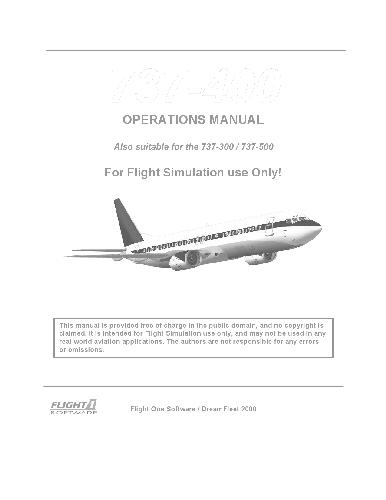 737-400
OPERATIONS MANUAL
Also suitable for the 737-300 / 737-500
For Flight Simulation use Only!
This manual is provided free of charge in the public domain, and no copyright is
claimed. It is intended for Flight Simulation use only, and may not be used in any
real world aviation applications. The authors are not responsible for any errors
or omissions.
FLIGHT1
SOFTWARE
Flight One Software / Dream Fleet 2000